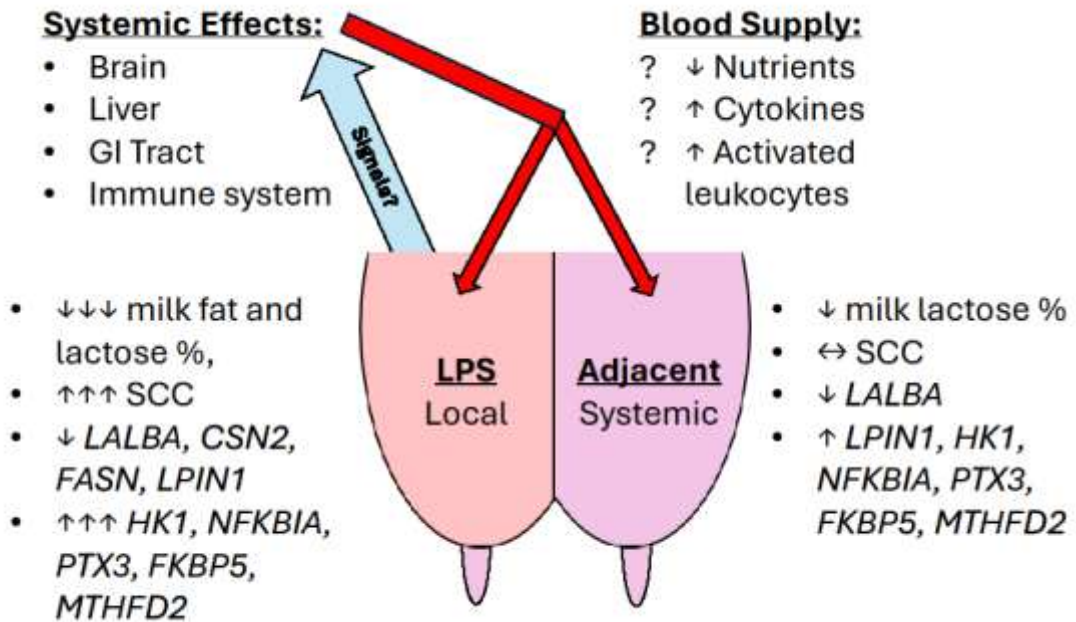 Systemic Effects:
• Brain
• Liver
• GI Tract
• Immune system
Blood Supply:
? ↓ Nutrients
? ↑ Cytokines
? ↑ Activated
leukocytes
Signals?
• ↓↓↓ milk fat and
lactose %,
• ↑↑↑ SCC
• ↓ LALBA, CSN2,
FASN, LPIN1
• ↑↑↑ HK1, NFKBIA,
PTX3, FKBP5,
MTHFD2
LPS
Local
Adjacent
Systemic
• ↓ milk lactose %
• ↔ SCC
• ↓ LALBA
• ↑ LPIN1, HK1,
NFKBIA, PTX3,
FKBP5, MTHFD2